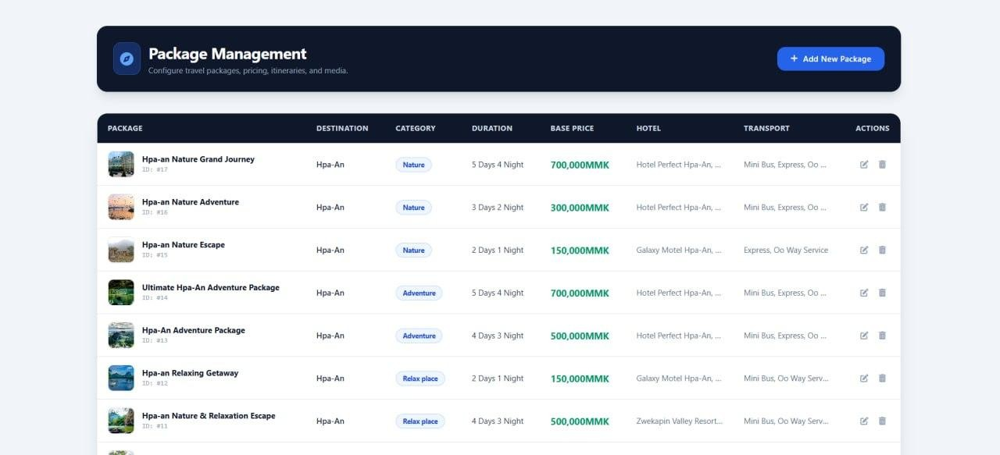 Package Management
Configure travel packages, pricing, itineraries, and media.
+ Add New Package
PACKAGE DESTINATION CATEGORY DURATION BASE PRICE HOTEL TRANSPORT ACTIONS
Hpa-an Nature Grand Journey
ID: #17
Hpa-An Nature 5 Days 4 Night 700,000MMK Hotel Perfect Hpa-An, ... Mini Bus, Express, Oo ...
Hpa-an Nature Adventure
ID: #16
Hpa-An Nature 3 Days 2 Night 300,000MMK Hotel Perfect Hpa-An, ... Mini Bus, Express, Oo ...
Hpa-an Nature Escape
ID: #15
Hpa-An Nature 2 Days 1 Night 150,000MMK Galaxy Motel Hpa-An, ... Express, Oo Way Service
Ultimate Hpa-An Adventure Package
ID: #14
Hpa-An Adventure 5 Days 4 Night 700,000MMK Hotel Perfect Hpa-An, ... Mini Bus, Express, Oo ...
Hpa-An Adventure Package
ID: #13
Hpa-An Adventure 4 Days 3 Night 500,000MMK Hotel Perfect Hpa-An, ... Mini Bus, Express, Oo ...
Hpa-an Relaxing Getaway
ID: #12
Hpa-An Relax place 2 Days 1 Night 150,000MMK Galaxy Motel Hpa-An, ... Mini Bus, Oo Way Serv...
Hpa-an Nature & Relaxation Escape
ID: #11
Hpa-An Relax place 4 Days 3 Night 500,000MMK Zwekapin Valley Resort... Mini Bus, Oo Way Serv...